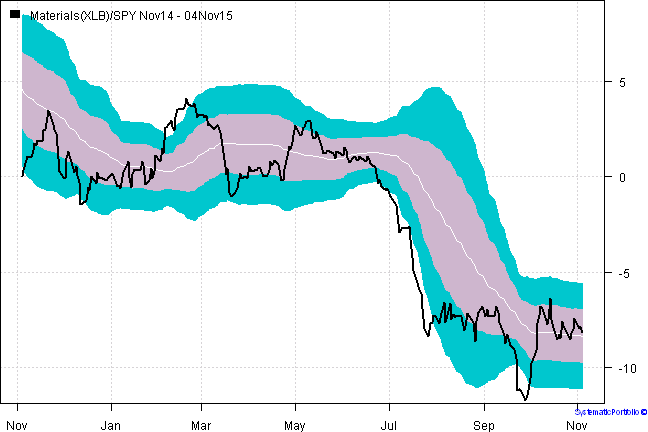 Materials(XLB)/SPY Nov14 - 04Nov15
5
0
-5
-10
Nov Jan Mar May Jul Sep Nov
SystematicPortfolio ©